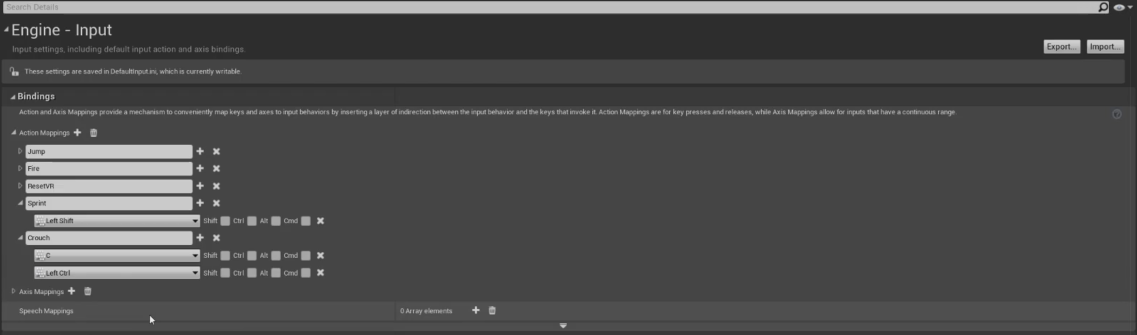 Search Details
Engine - Input
Input settings, including default input action and axis bindings.
Export... Import...
These settings are saved in DefaultInput.ini, which is currently writable.
Bindings
Action and Axis Mappings provide a mechanism to conveniently map keys and axes to input behaviors by inserting a layer of indirection between the input behavior and the keys that invoke it. Action Mappings are for key presses and releases, while Axis Mappings allow for inputs that have a continuous range.
Action Mappings
Jump
Fire
ResetVR
Sprint
Left Shift Shift Ctrl Alt Cmd
Crouch
C Shift Ctrl Alt Cmd
Left Ctrl Shift Ctrl Alt Cmd
Axis Mappings
Speech Mappings 0 Array elements